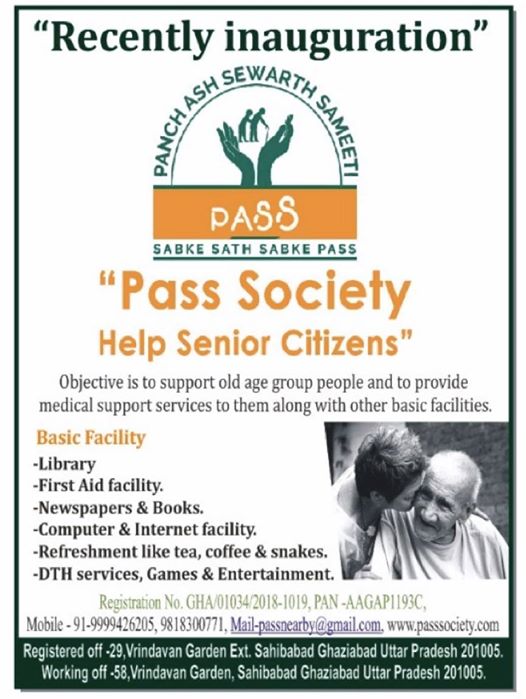 “Recently inauguration”
PANCH ASH SEWARTH SAMEETI
PASS
SABKE SATH SABKE PASS
“Pass Society
Help Senior Citizens”
Objective is to support old age group people and to provide
medical support services to them along with other basic facilities.
Basic Facility
-Library
-First Aid facility.
-Newspapers & Books.
-Computer & Internet facility.
-Refreshment like tea, coffee & snakes.
-DTH services, Games & Entertainment.
Registration No. GHA/01034/2018-1019, PAN -AAGAP1193C,
Mobile - 91-9999426205, 9818300771, Mail-passnearby@gmail.com, www.passsociety.com
Registered off -29,Vrindavan Garden Ext. Sahibabad Ghaziabad Uttar Pradesh 201005.
Working off -58,Vrindavan Garden, Sahibabad Ghaziabad Uttar Pradesh 201005.